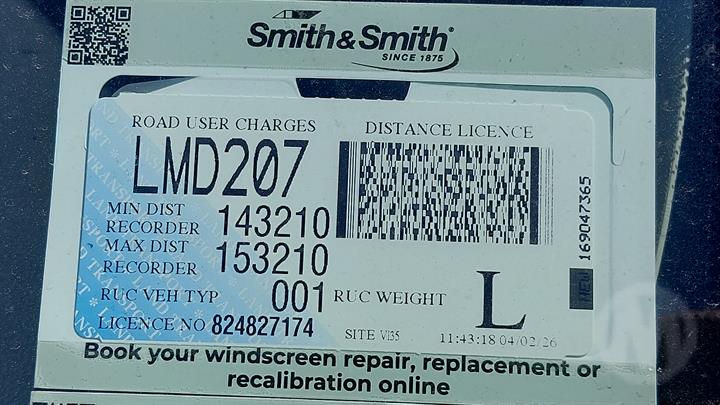 Smith&Smith®
SINCE 1875
ROAD USER CHARGES
DISTANCE LICENCE
LMD207
MIN DIST
RECORDER 143210
MAX DIST
RECORDER 153210
RUC VEH TYP 001
RUC WEIGHT L
LICENCE NO 824827174
SITE VI35
11:43:18 04/02/26
NEW 169047365
Book your windscreen repair, replacement or
recalibration online